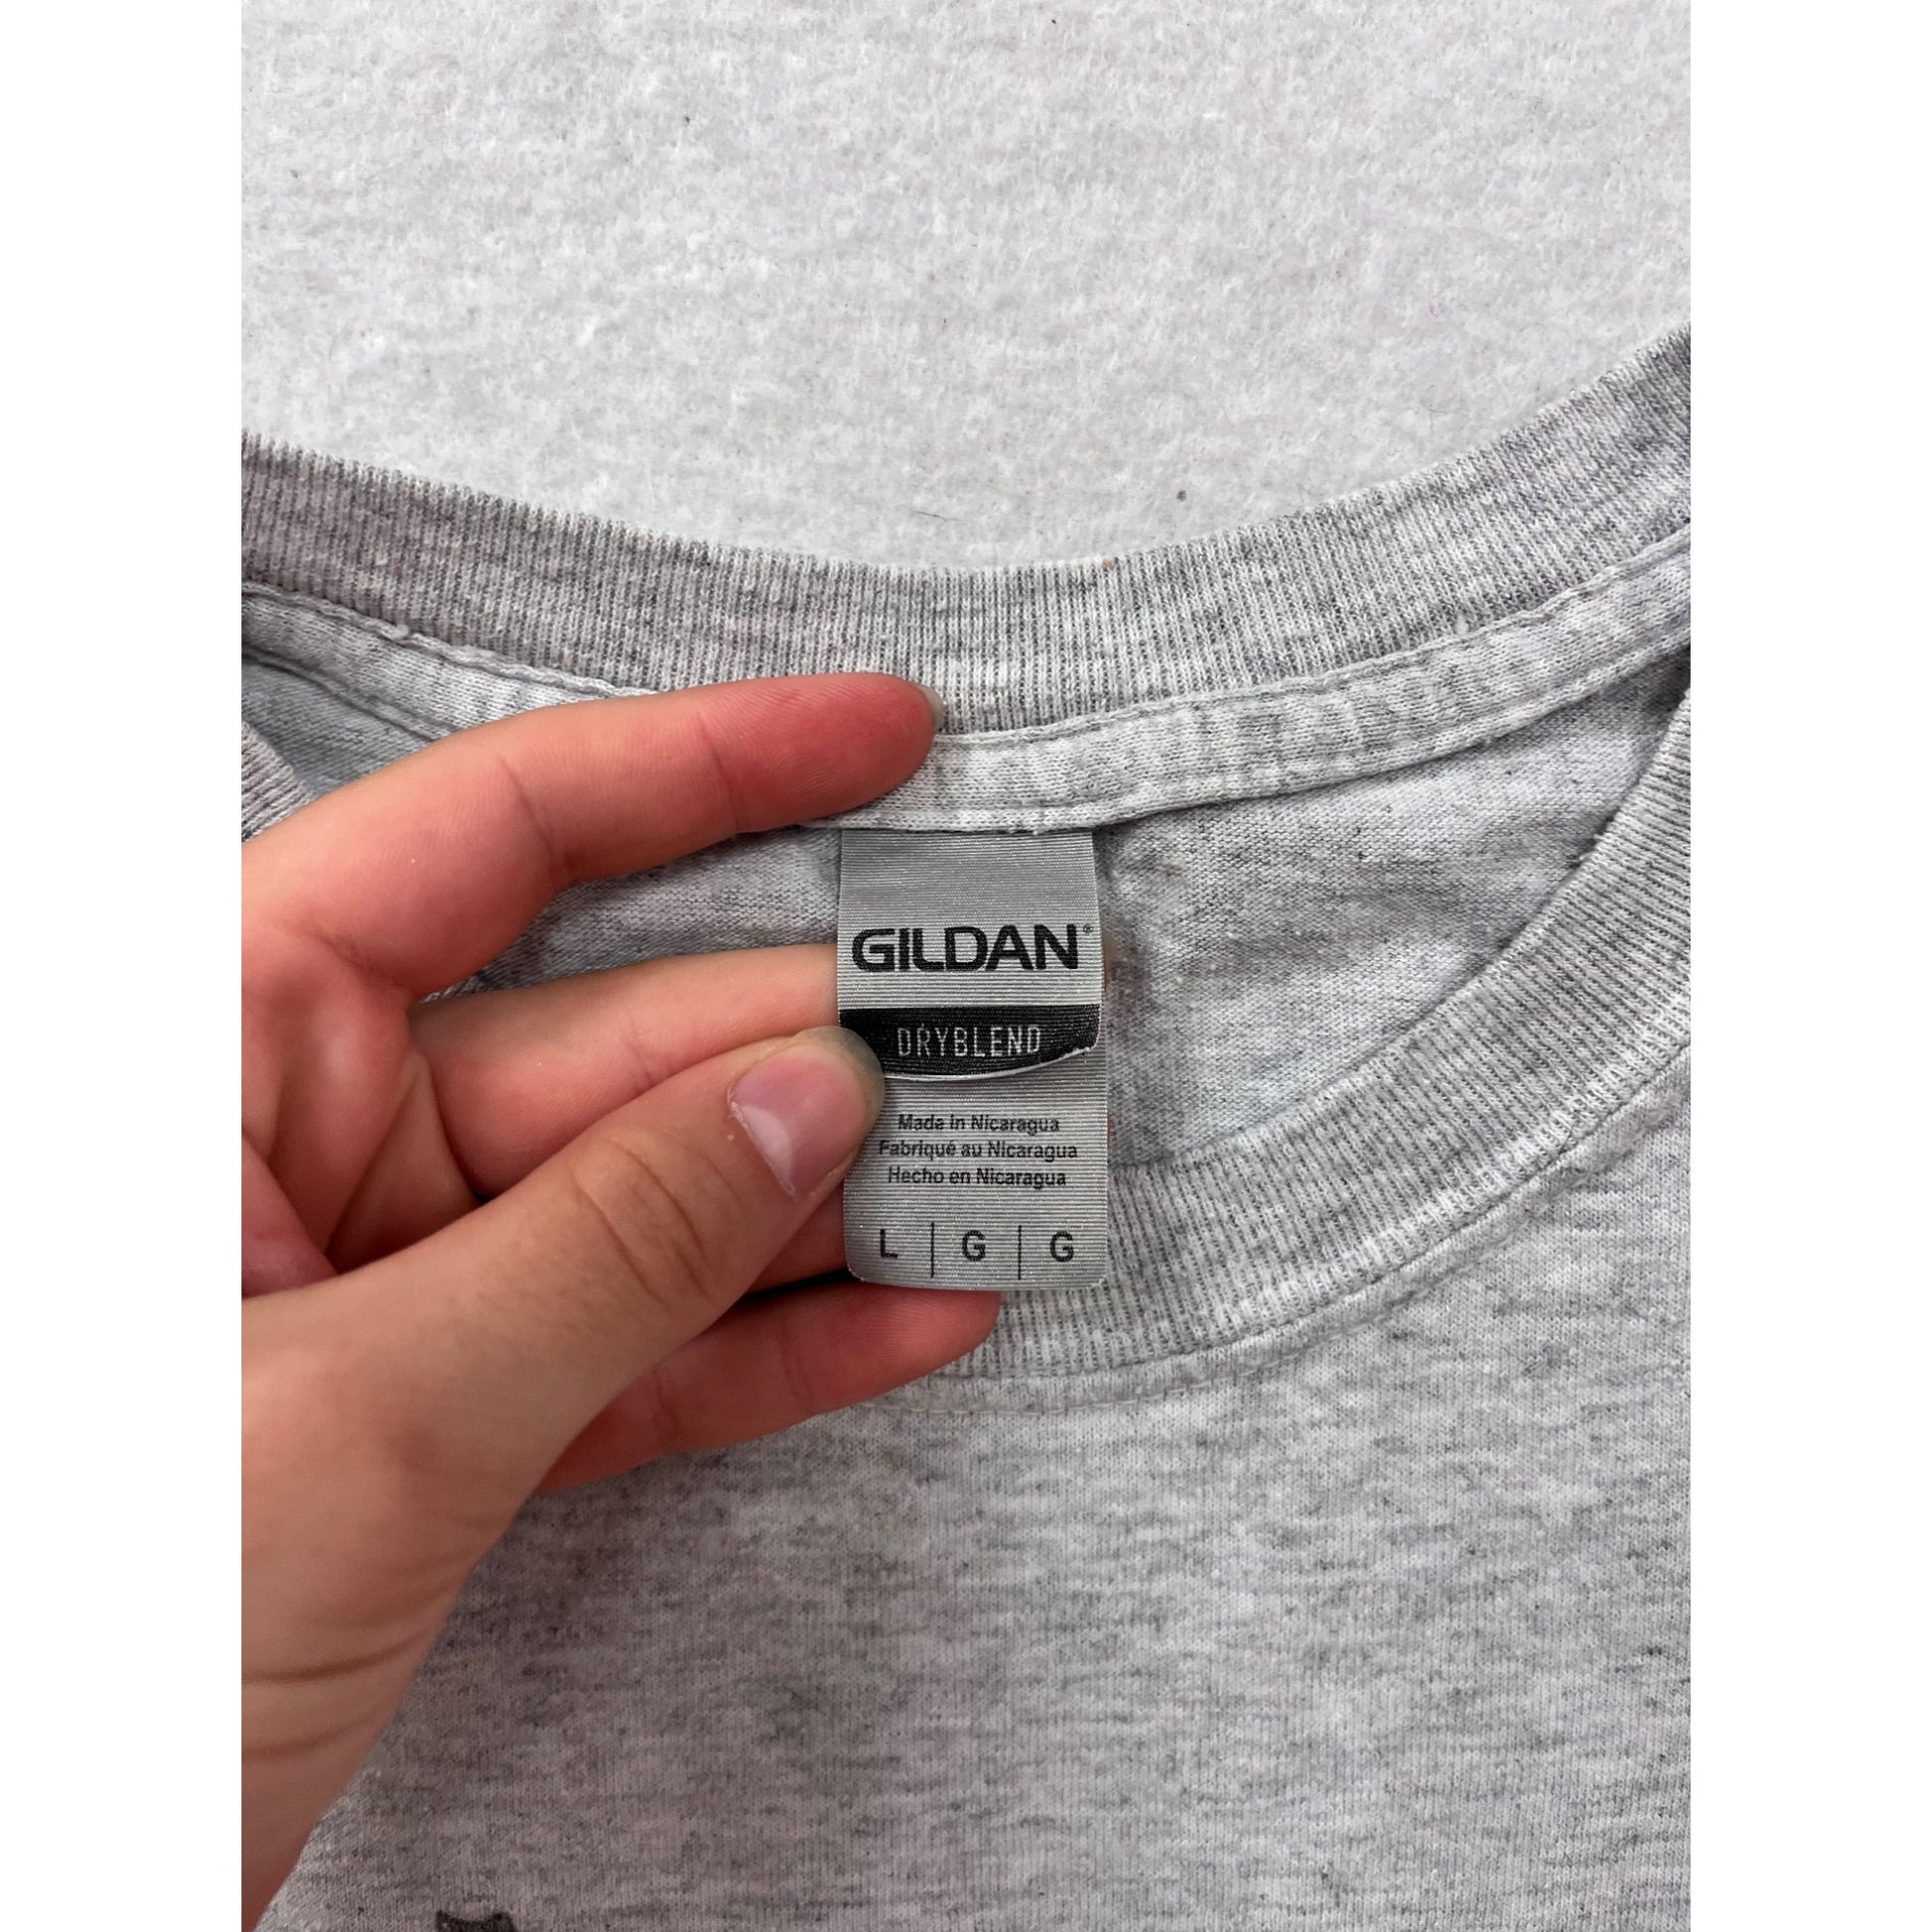 GILDAN®
DRYBLEND
Made in Nicaragua
Fabriqué au Nicaragua
Hecho en Nicaragua
L | G | G